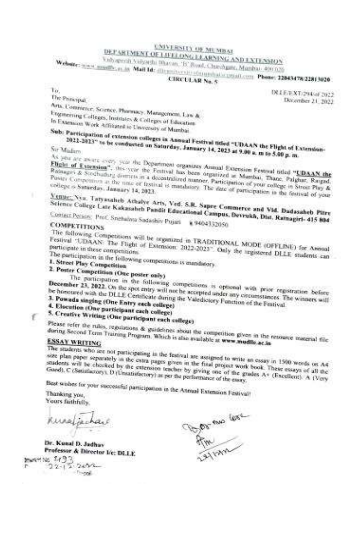 UNIVERSITY OF MUMBAI
DEPARTMENT OF LIFELONG LEARNING AND EXTENSION
Vidyapeeth Vidyarthi Bhavan, 'B' Road, Churchgate, Mumbai- 400 020
Website: www.mudlle.ac.in Mail Id: Phone: 22043470/22813020
CIRCULAR No. 5
DLLE/EXT/294 of 2022
December 21, 2022
To,
The Principal,
Arts, Commerce, Science, Pharmacy, Management, Law &
Engineering Colleges, Institutes & Colleges of Education
In Extension Work Affiliated to University of Mumbai
Sub: Participation of extension colleges in Annual Festival titled "UDAAN the Flight of Extension-
2022-2023" to be conducted on Saturday, January 14, 2023 at 9.00 a. m to 5.00 p. m.
Sir/Madam,
As you are aware every year the Department organizes Annual Extension Festival titled "UDAAN the
Flight of Extension", this year the Festival has been organized at Mumbai, Thane, Palghar, Raigad,
Ratnagiri & Sindhudurg districts in a decentralized manner. Participation of your college in Street Play &
Poster Competition at the time of festival is mandatory. The date of participation in the festival of your
college is Saturday, January 14, 2023.
Venue: Nya. Tatyasaheb Athalye Arts, Ved. S.R. Sapre Commerce and Vid. Dadasaheb Pitre
Science College Late Kakasaheb Pandit Educational Campus, Devrukh, Dist. Ratnagiri- 415 804
Contact Person: Prof. Snehalata Sadashiv Pujari 9404332050
COMPETITIONS
The following Competitions will be organized in TRADITIONAL MODE (OFFLINE) for Annual
Festival "UDAAN: The Flight of Extension 2022-2023". Only the registered DLLE students can
participate in these competitions.
The participation in the following competitions is mandatory.
1. Street Play Competition
2. Poster Competition (One poster only)
The participation in the following competitions is optional with prior registration before
December 23, 2022. On the spot entry will not be accepted under any circumstances. The winners will
be honoured with the DLLE Certificate during the Valedictory Function of the Festival.
3. Powada singing (One Entry each college)
4. Elocution (One participant each college)
5. Creative Writing (One participant each college)
Please refer the rules, regulations & guidelines about the competition given in the resource material file
during Second Term Training Program. Which is also available at www.mudlle.ac.in
ESSAY WRITING
The students who are not participating in the festival are assigned to write an essay in 1500 words on A4
size plan paper separately in the extra pages given in the final project work book. These essays of all the
students will be checked by the extension teacher by giving one of the grades A+ (Excellent), A (Very
Good), C (Satisfactory), D (Unsatisfactory) as per the performance of the essay.
Best wishes for your successful participation in the Annual Extension Festival!
Thanking you,
Yours faithfully,
Dr. Kunal D. Jadhav
Professor & Director I/c: DLLE
22-12-2022